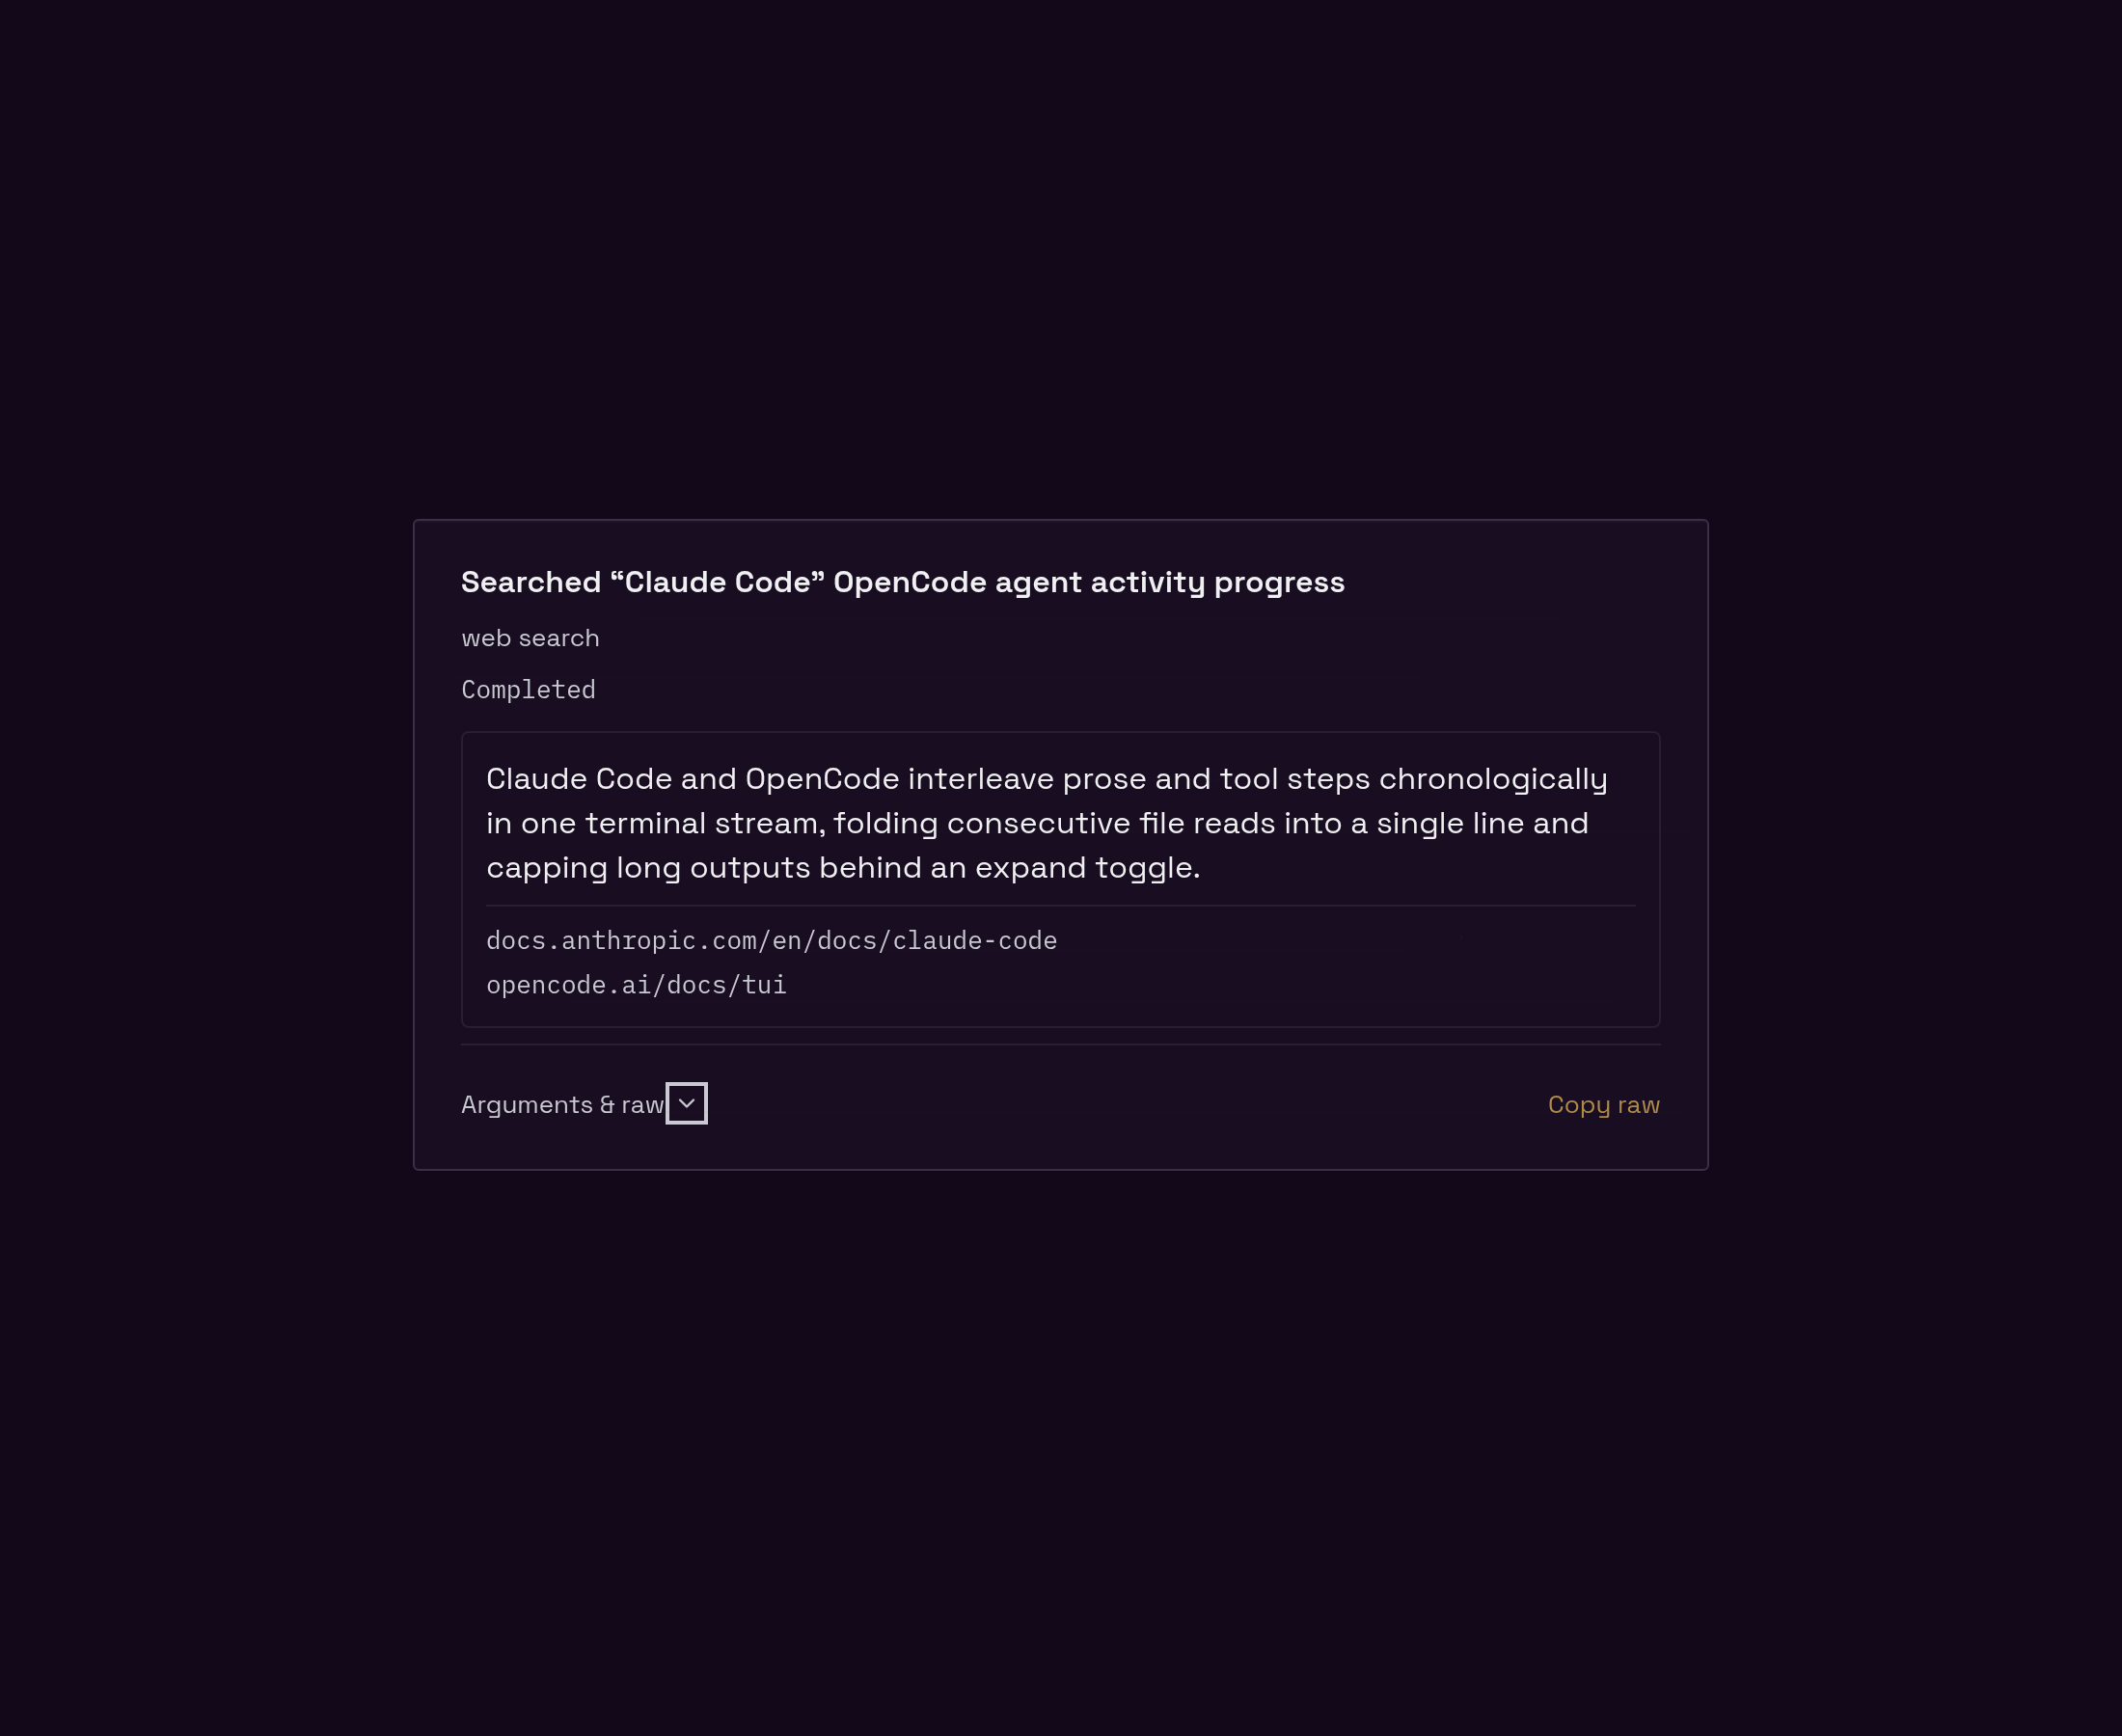 Searched “Claude Code” OpenCode agent activity progress
web search
Completed
Claude Code and OpenCode interleave prose and tool steps chronologically
in one terminal stream, folding consecutive file reads into a single line and
capping long outputs behind an expand toggle.
docs.anthropic.com/en/docs/claude-code
opencode.ai/docs/tui
Arguments & raw
Copy raw